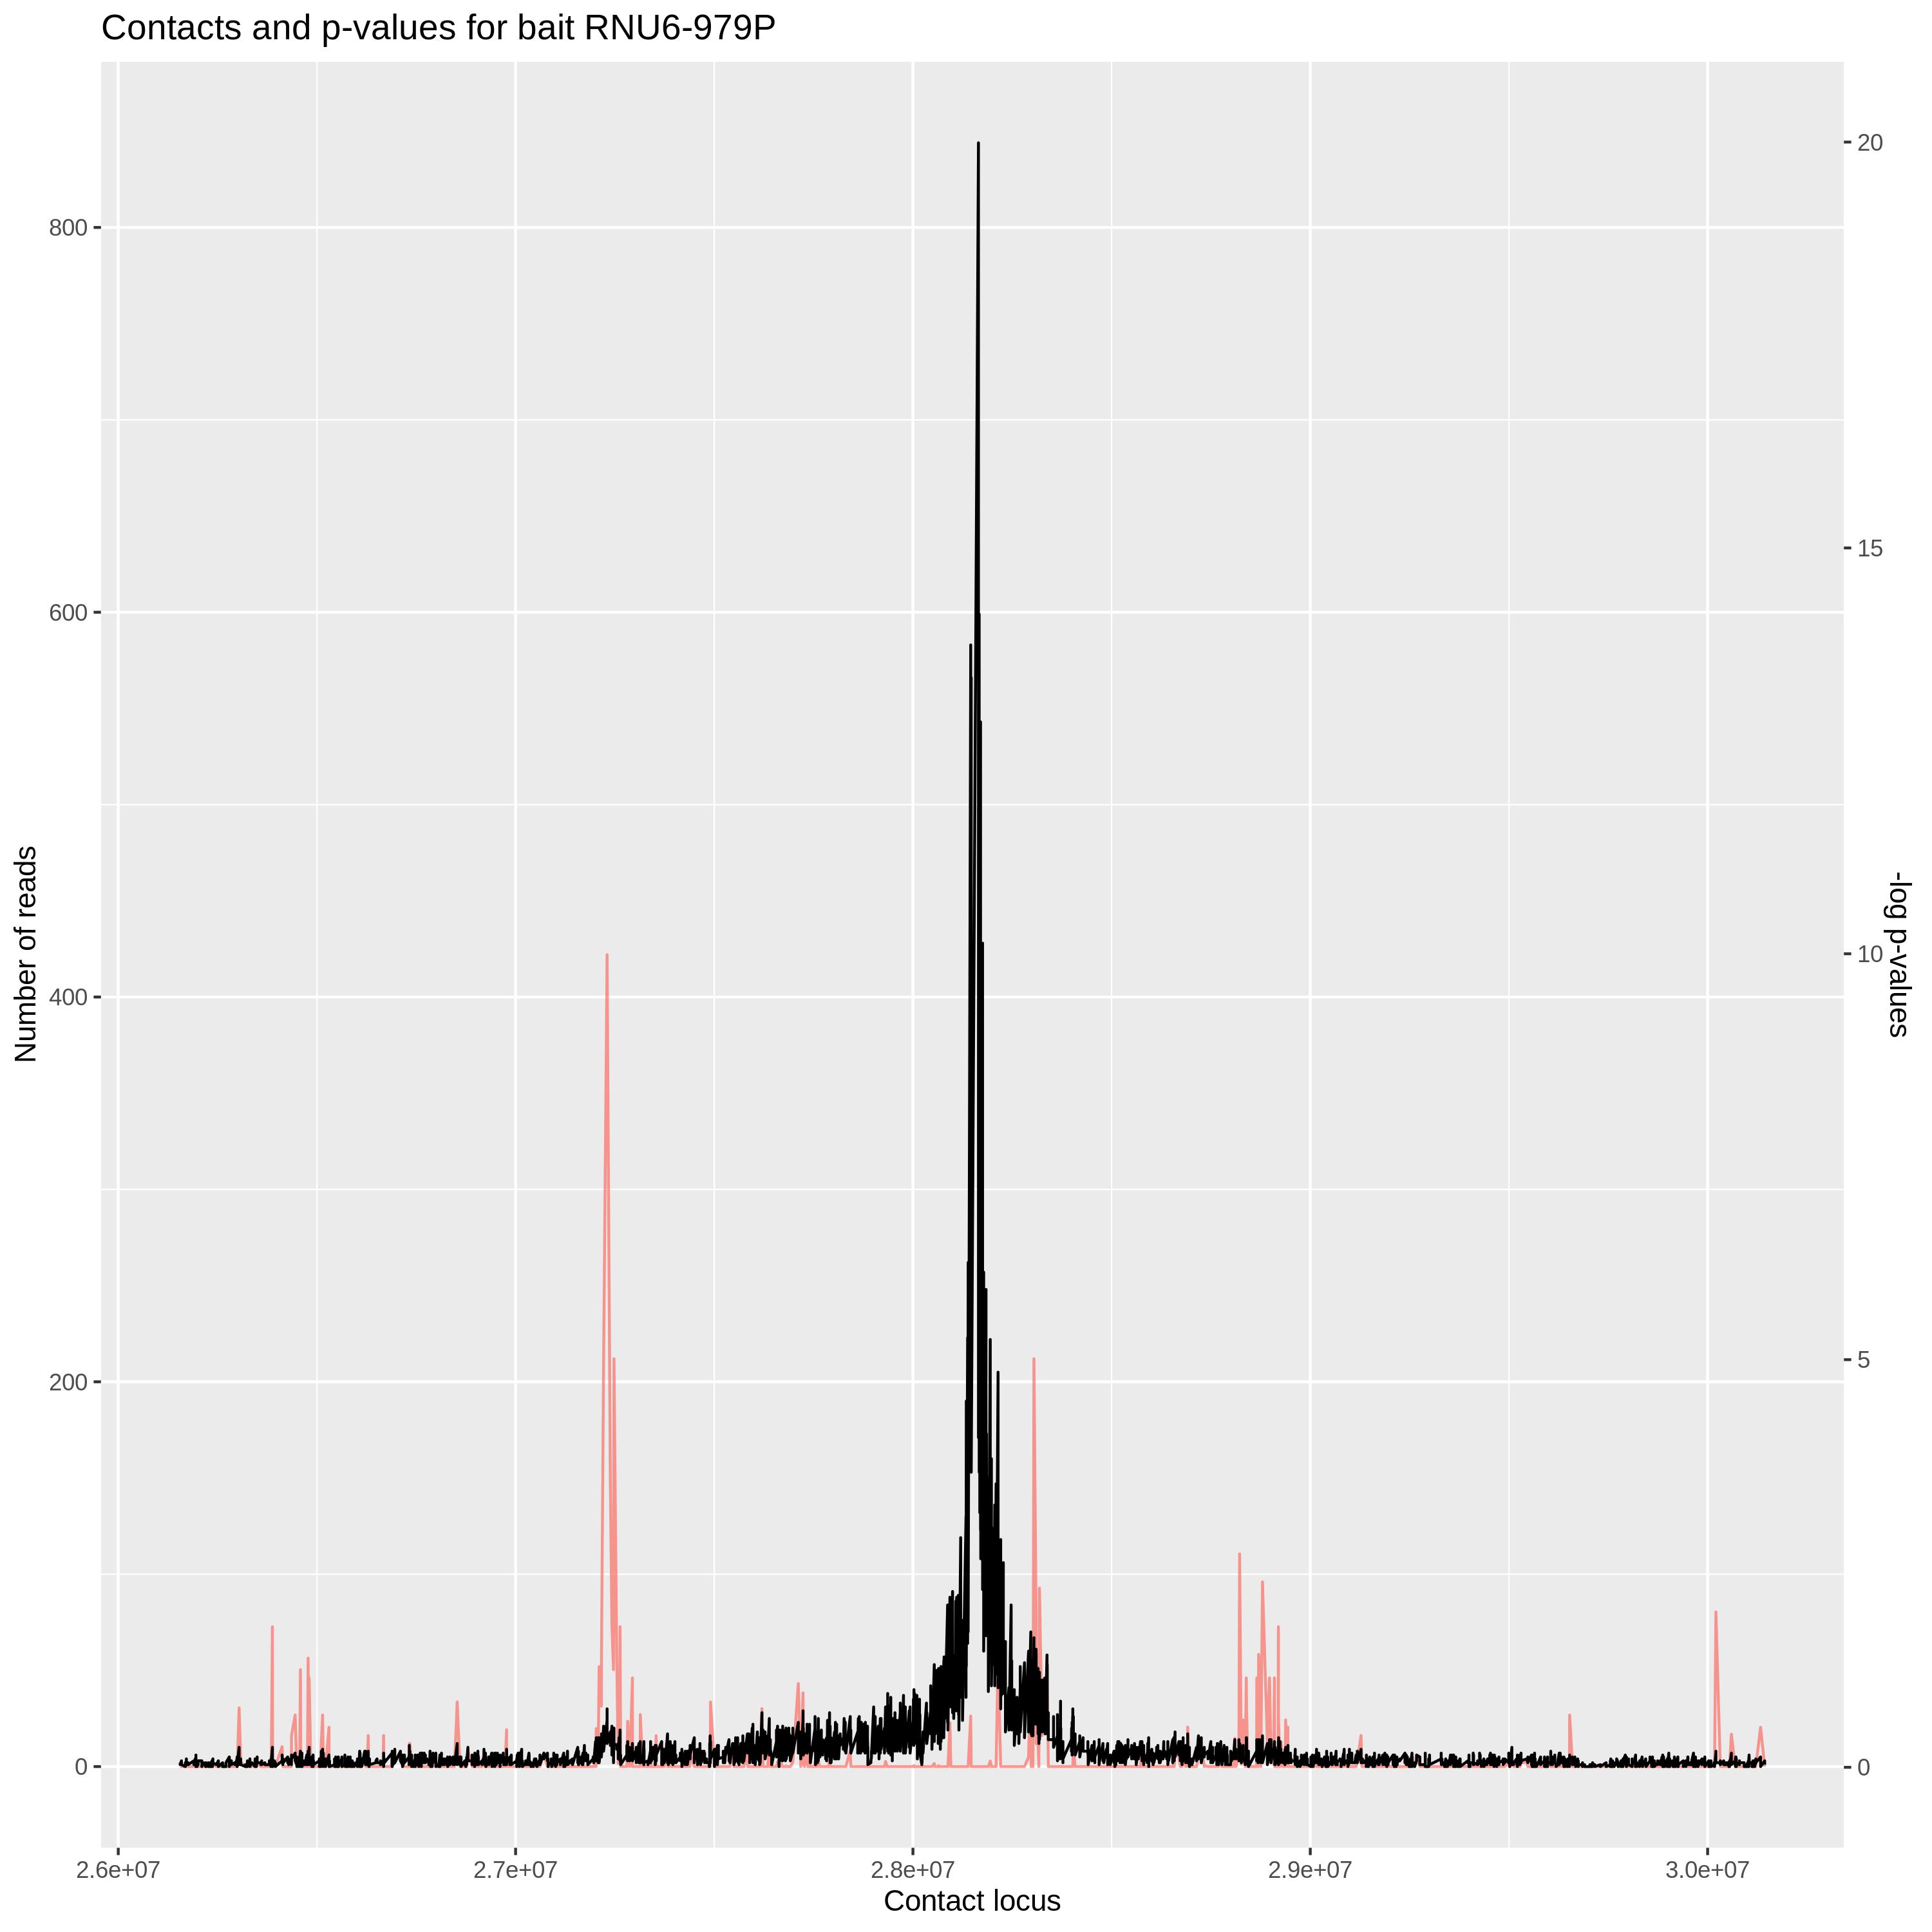 Contacts and p-values for bait RNU6-979P
800
600
400
200
0
Number of reads
20
15
10
5
0
-log p-values
2.6e+07
2.7e+07
2.8e+07
2.9e+07
3.0e+07
Contact locus